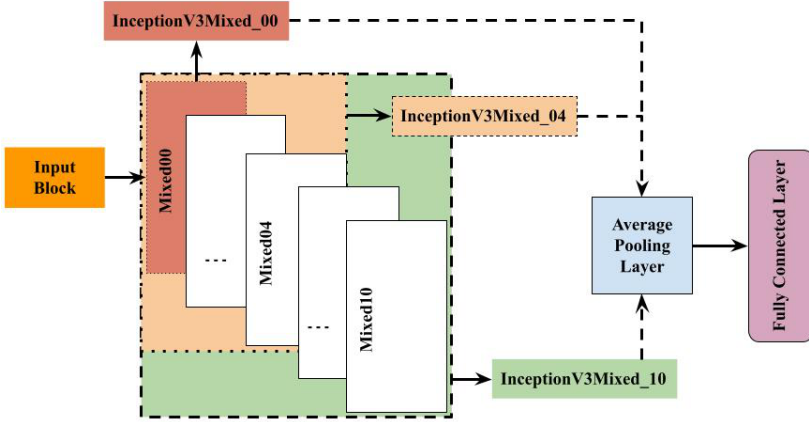 InceptionV3Mixed_00
InceptionV3Mixed_04
Input
Block
Mixed00
...
Mixed04
...
Mixed10
Average
Pooling
Layer
Fully Connected Layer
InceptionV3Mixed_10